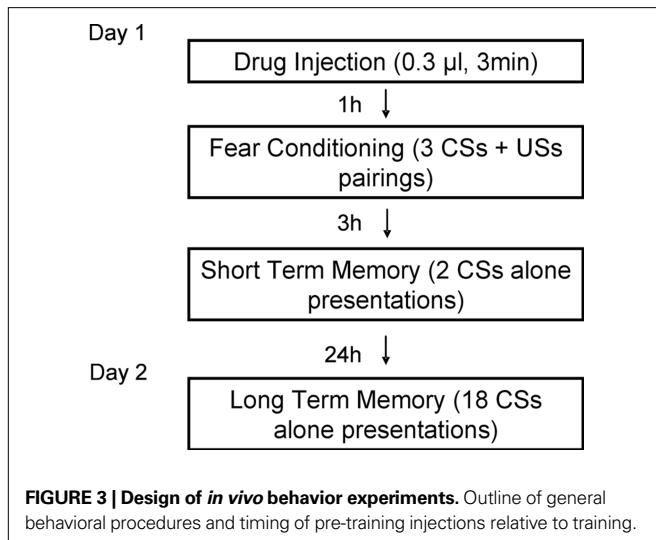 Day 1
Drug Injection (0.3 µl, 3min)
1h
Fear Conditioning (3 CSs + USs
pairings)
3h
Short Term Memory (2 CSs alone
presentations)
24h
Day 2
Long Term Memory (18 CSs
alone presentations)
FIGURE 3 | Design of in vivo behavior experiments. Outline of general
behavioral procedures and timing of pre-training injections relative to training.